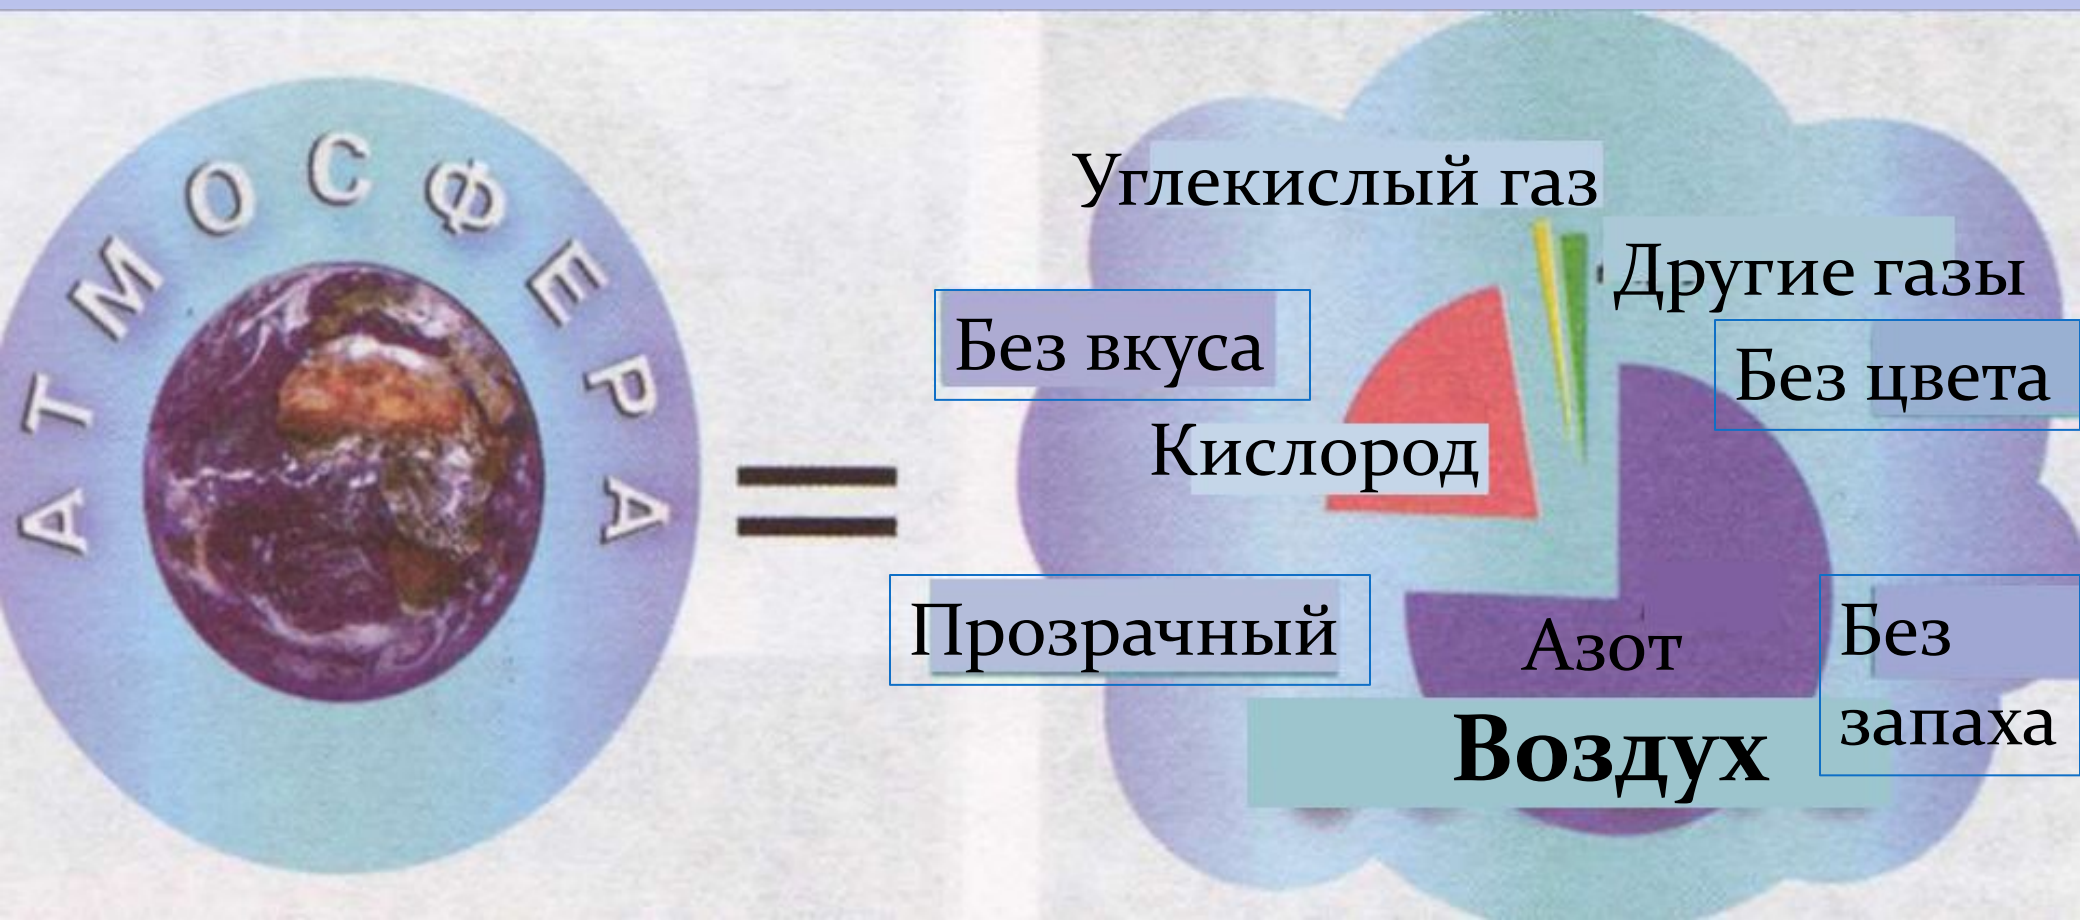 АТМОСФЕРА
=
Углекислый газ
Другие газы
Без вкуса
Без цвета
Кислород
Прозрачный
Азот
Без
запаха
Воздух